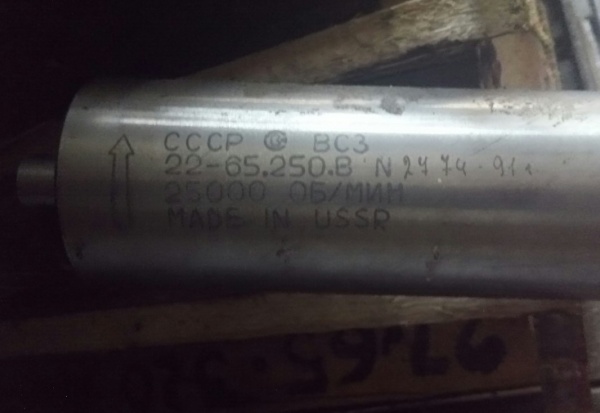 СССР ВСЗ
22-65.250.В N 2474-91г
25000 ОБ/МИН
MADE IN USSR